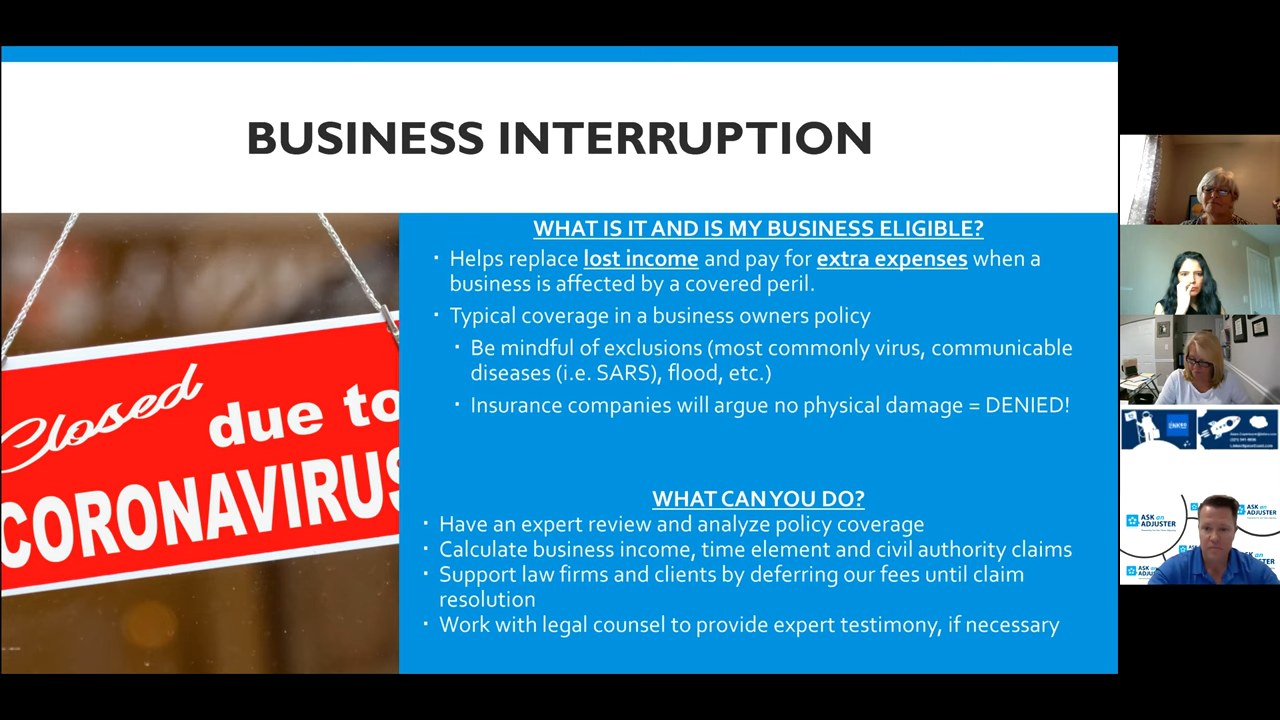 BUSINESS INTERRUPTION
Closed
due to
CORONAVIRUS
WHAT IS IT AND IS MY BUSINESS ELIGIBLE?
Helps replace lost income and pay for extra expenses when a
business is affected by a covered peril.
Typical coverage in a business owners policy
Be mindful of exclusions (most commonly virus, communicable
diseases (i.e. SARS), flood, etc.)
Insurance companies will argue no physical damage = DENIED!
WHAT CAN YOU DO?
Have an expert review and analyze policy coverage
Calculate business income, time element and civil authority claims
Support law firms and clients by deferring our fees until claim
resolution
Work with legal counsel to provide expert testimony, if necessary
ASK an
ADJUSTER
ASK an
ADJUSTER